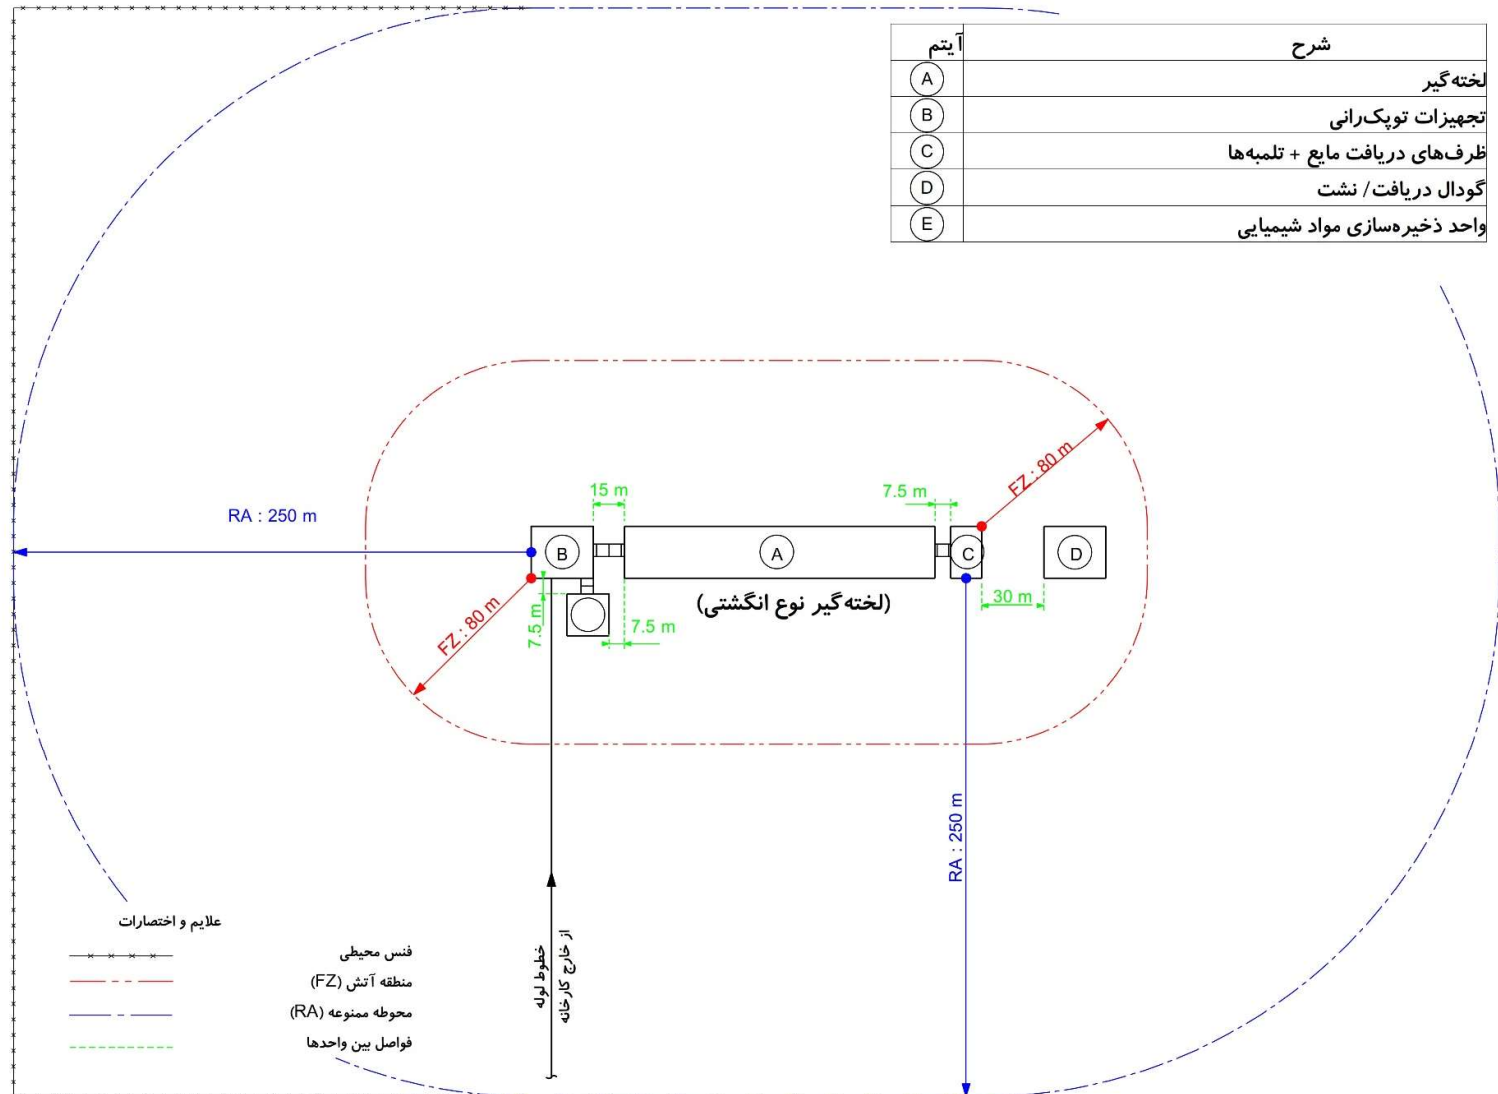 آیتم شرح
A لخته‌گیر
B تجهیزات توپک‌رانی
C ظرف‌های دریافت مایع + تلمبه‌ها
D گودال دریافت/ نشت
E واحد ذخیره‌سازی مواد شیمیایی
FZ : 80 m
15 m
7.5 m
RA : 250 m
B
A
C
D
(لخته‌گیر نوع انگشتی)
30 m
7.5 m
7.5 m
FZ : 80 m
RA : 250 m
علایم و اختصارات
فنس محیطی
منطقه آتش (FZ)
محوطه ممنوعه (RA)
فواصل بین واحدها
خطوط لوله
از خارج کارخانه